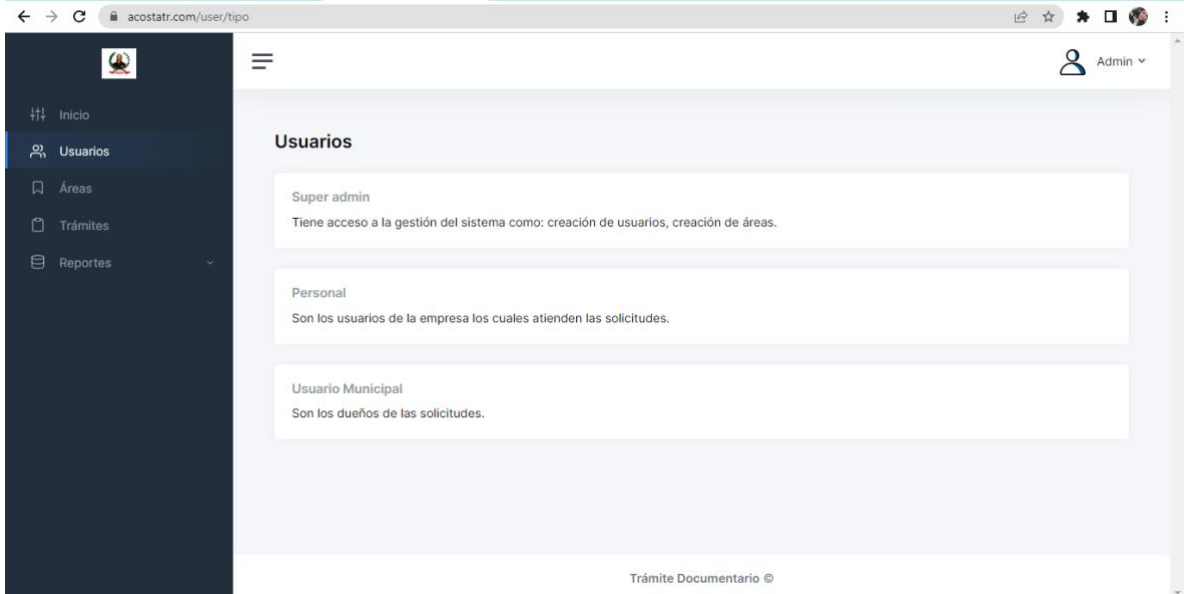 acostatr.com/user/tipo
Admin
Inicio
Usuarios
Áreas
Trámites
Reportes
Usuarios
Super admin
Tiene acceso a la gestión del sistema como: creación de usuarios, creación de áreas.
Personal
Son los usuarios de la empresa los cuales atienden las solicitudes.
Usuario Municipal
Son los dueños de las solicitudes.
Trámite Documentario ©